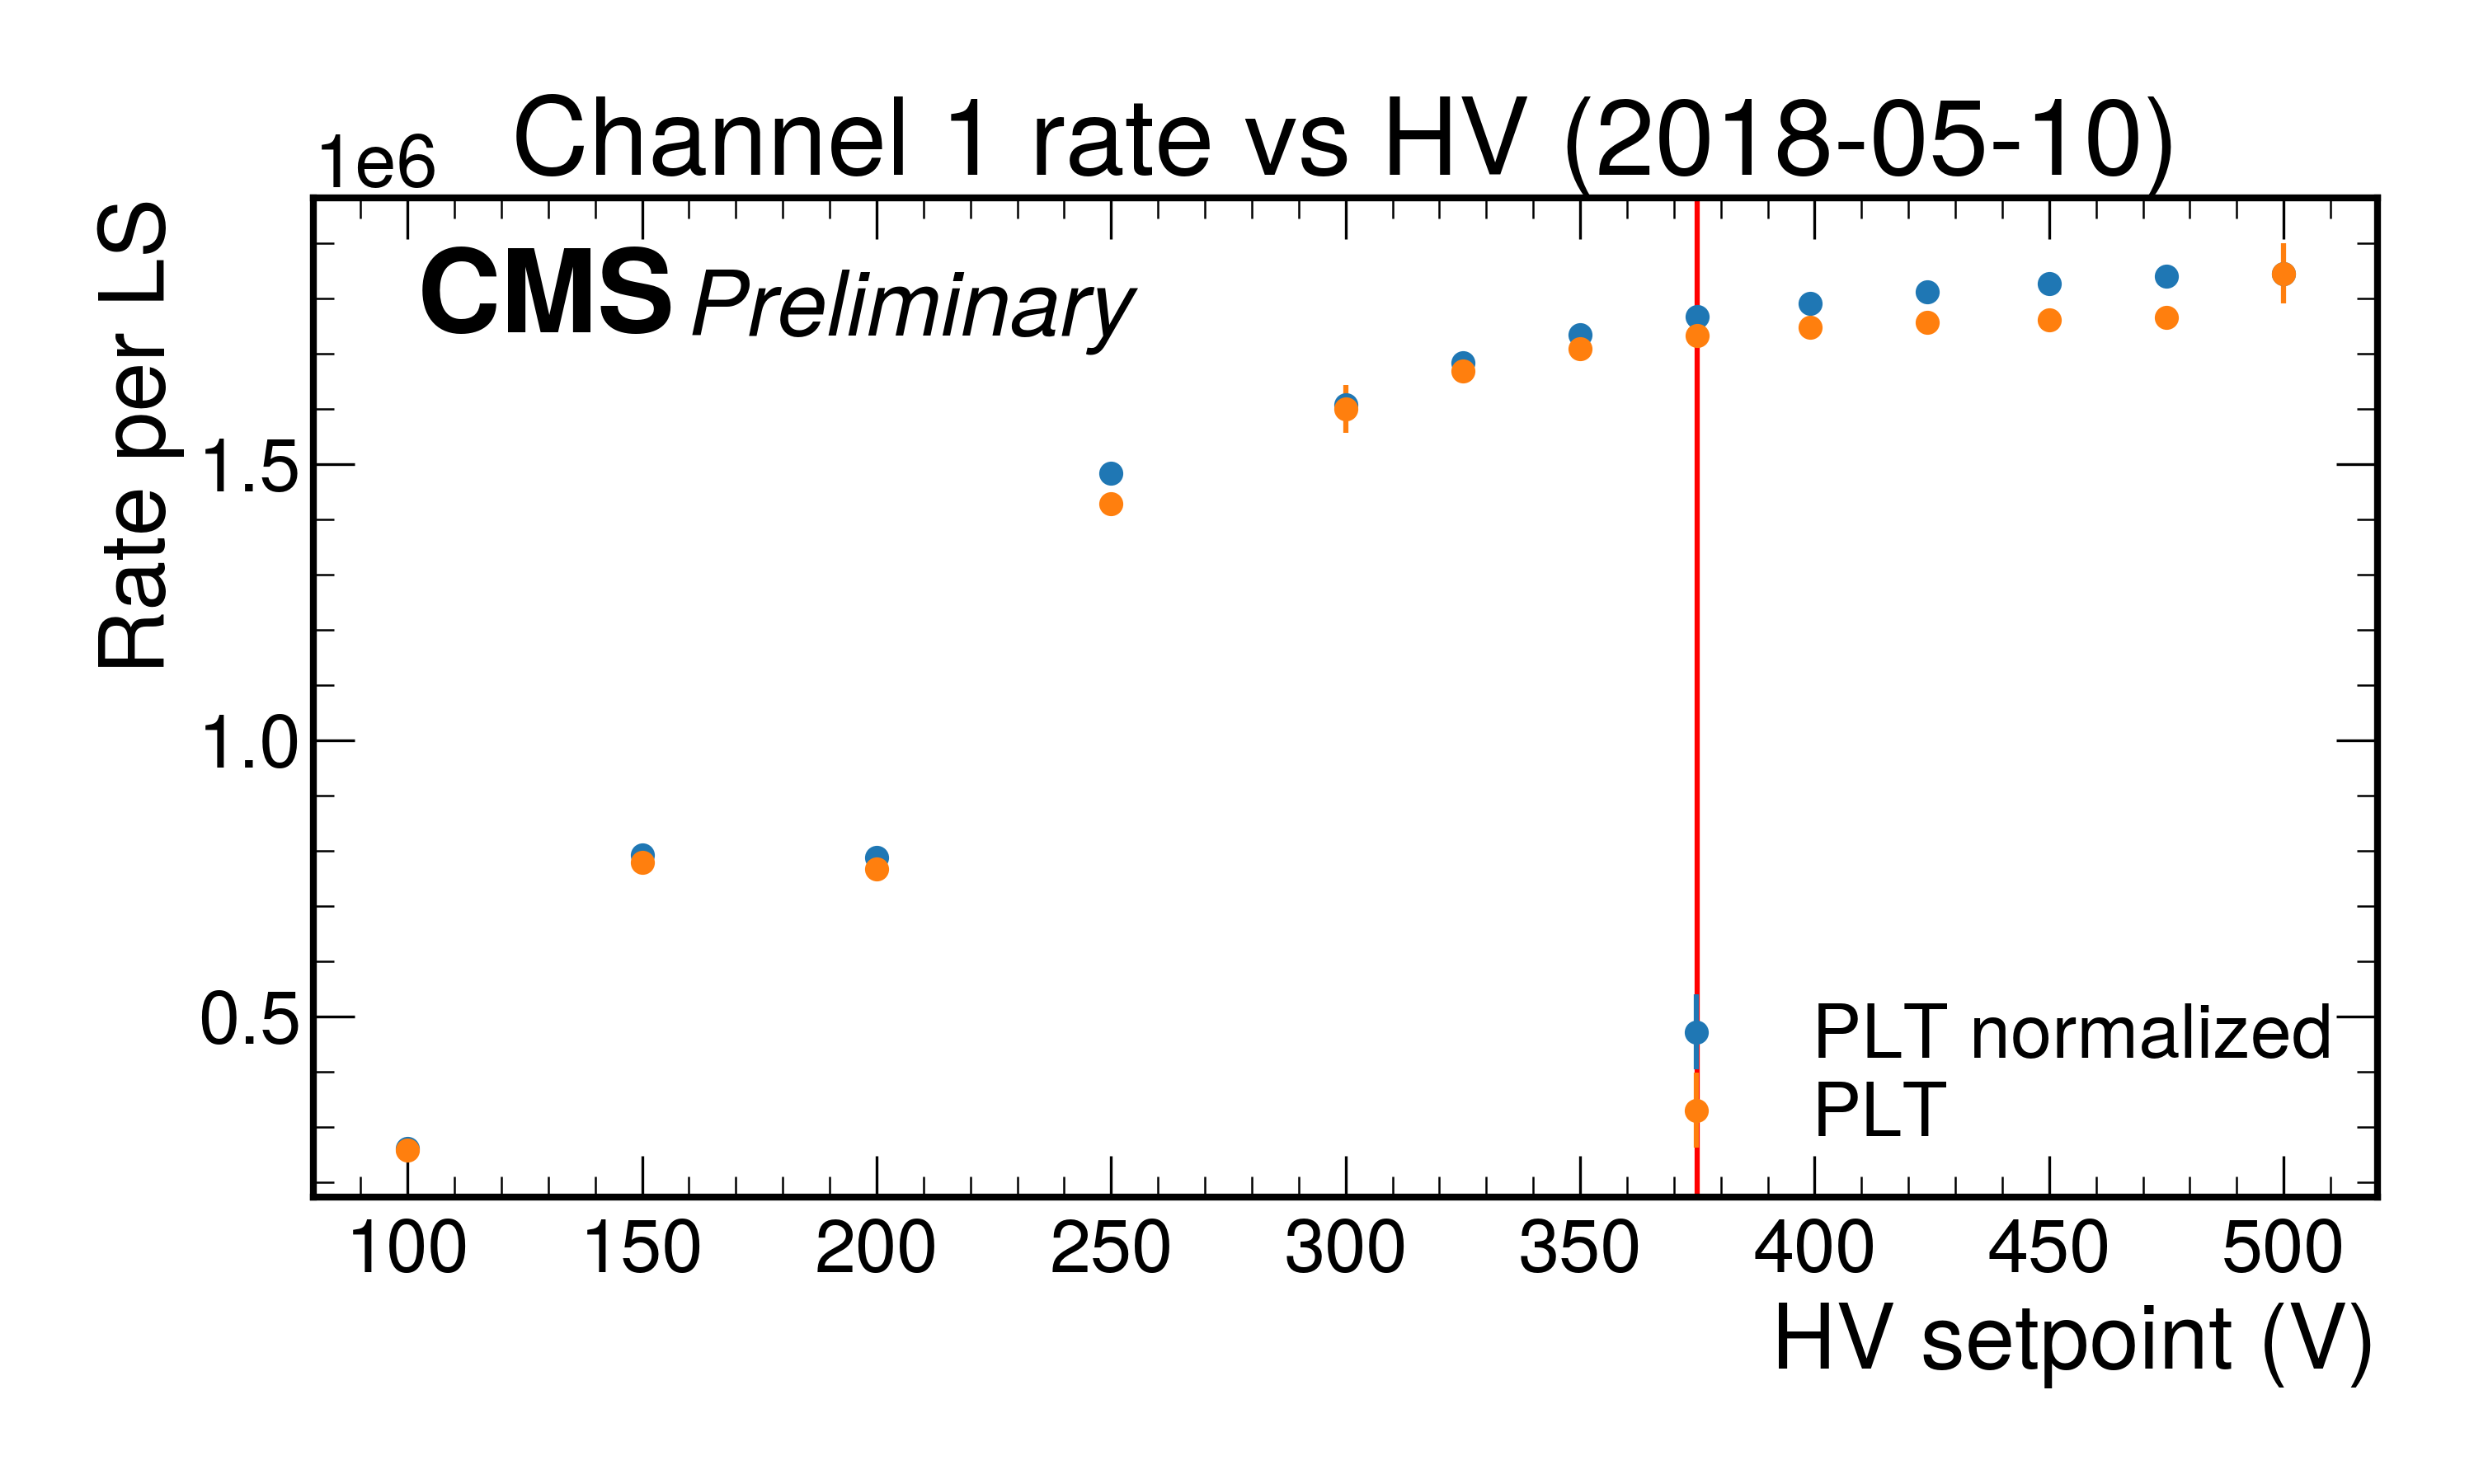 Channel 1 rate vs HV (2018-05-10)
1e6
CMS Preliminary
Rate per LS
1.5
1.0
0.5
PLT normalized
PLT
100 150 200 250 300 350 400 450 500
HV setpoint (V)